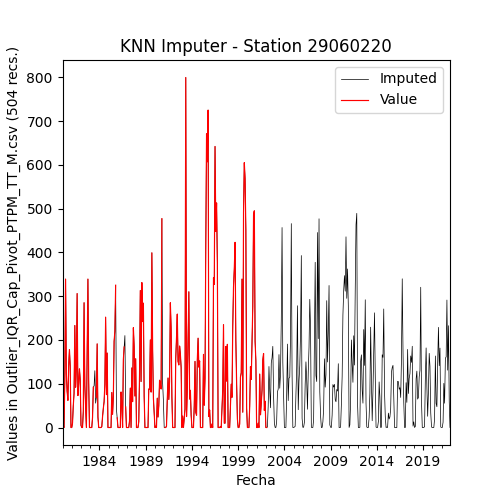 KNN Imputer - Station 29060220
Imputed
Value
800
700
600
500
400
300
200
100
0
Values in Outlier_IQR_Cap_Pivot_PTPM_TT_M.csv (504 recs.)
1984 1989 1994 1999 2004 2009 2014 2019
Fecha